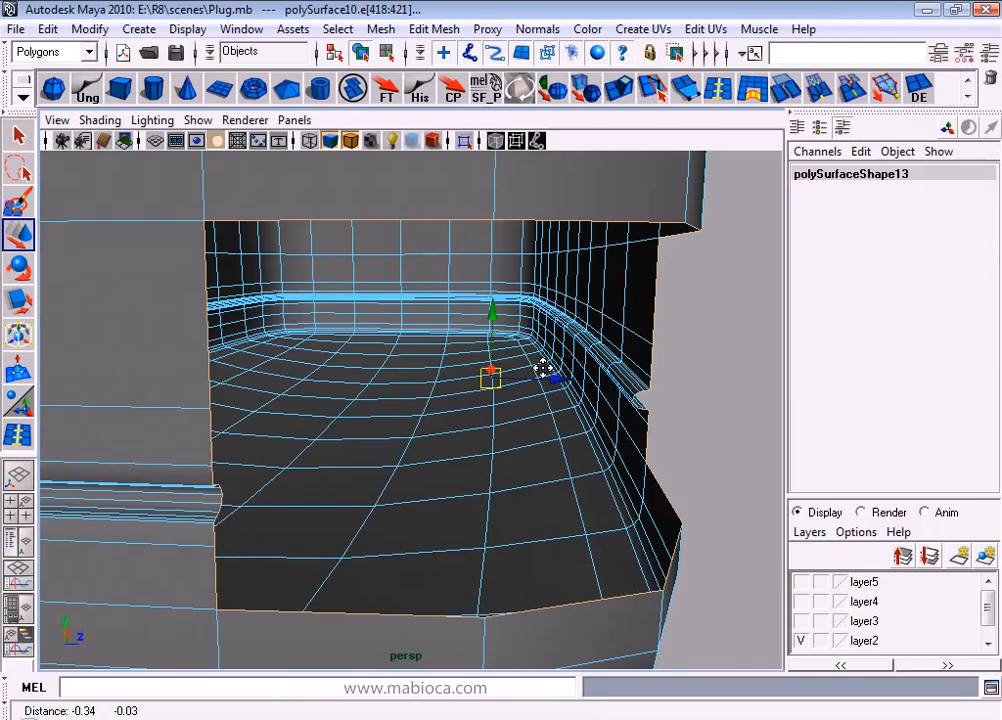 Autodesk Maya 2010: E:\R8\scenes\Plug.mb --- polySurface10.e[418:421]...
File Edit Modify Create Display Window Assets Select Mesh Edit Mesh Proxy Normals Color Create UVs Edit UVs Muscle Help
Polygons Objects
Ung FT His mel SF_P CP DE
View Shading Lighting Show Renderer Panels
Channels Edit Object Show
polySurfaceShape13
Display Render Anim
Layers Options Help
layer5
layer4
layer3
V layer2
y
z
persp
<< >>
MEL www.mabioca.com
Distance: -0.34 -0.03